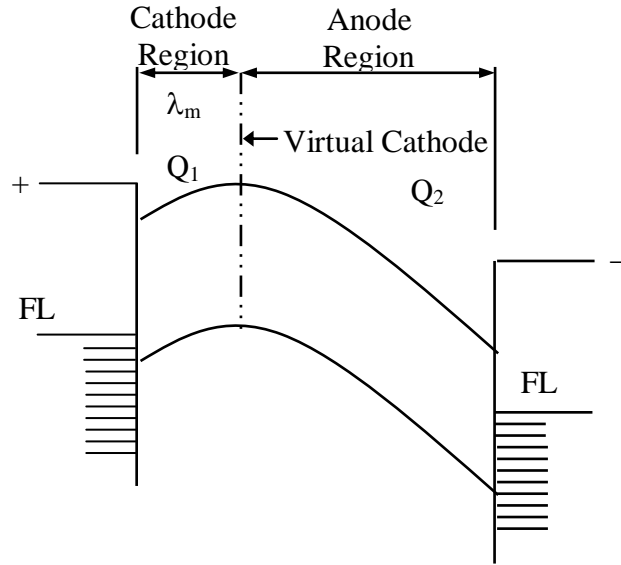 Cathode
Region
Anode
Region
λm
Virtual Cathode
Q1
Q2
+
–
FL
FL